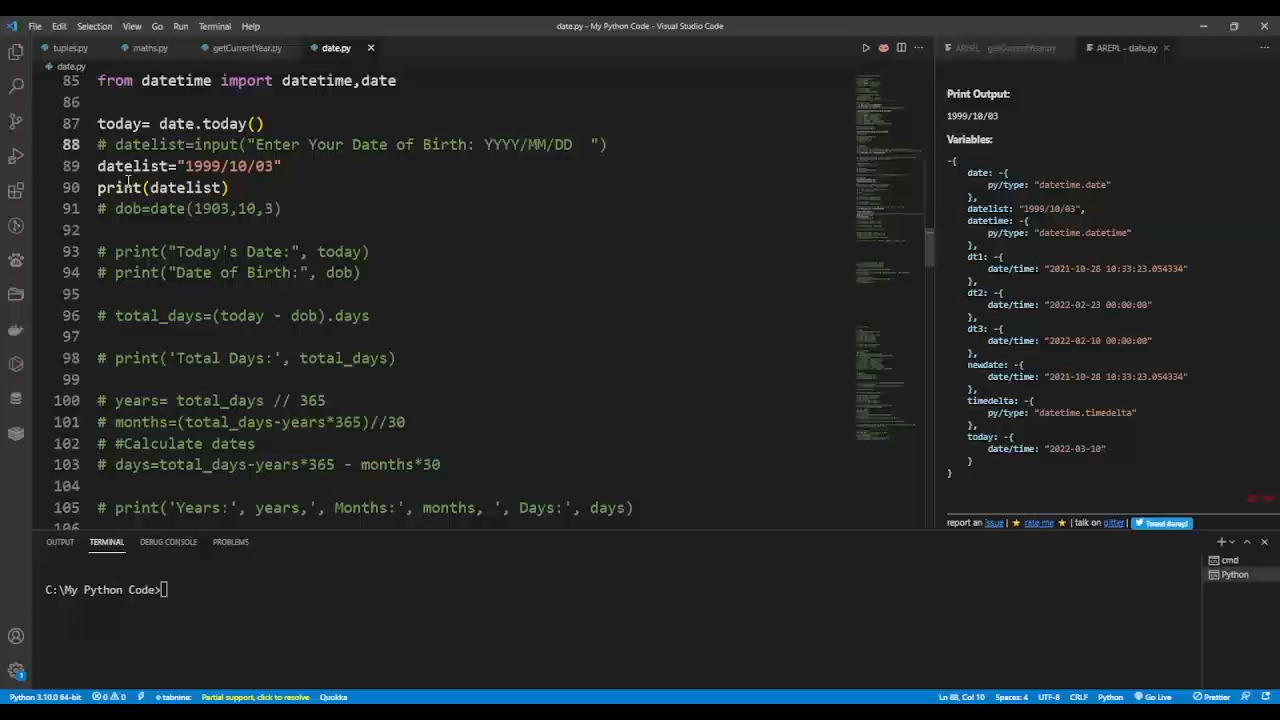 File Edit Selection View Go Run Terminal Help
date.py - My Python Code - Visual Studio Code
tuples.py maths.py getCurrentYear.py date.py
AREPL - getCurrentYear.py AREPL - date.py
date.py
85 from datetime import datetime,date
86
87 today= date.today()
88 # datelist=input("Enter Your Date of Birth: YYYY/MM/DD ")
89 datelist="1999/10/03"
90 print(datelist)
91
92
93 # print("Today's Date:", today)
94 # print("Date of Birth:", dob)
95
96 # total_days=(today - dob).days
97
98 # print('Total Days:', total_days)
99
100 # years=total_days // 365
101
102 # #Calculate dates
103 # days=total_days-years*365 - months*30
104
105 # print('Years:', years,', Months:', months, ', Days:', days)
106
Print Output:
1999/10/03
Variables:
-{
date: -{
py/type: "datetime.date"
},
datelist: "1999/10/03",
datetime: -{
py/type: "datetime.datetime"
},
dt1: -{
date/time: "2021-10-28 10:33:23.054334"
},
dt2: -{
date/time: "2022-02-23 00:00:00"
},
dt3: -{
date/time: "2022-02-10 00:00:00"
},
newdate: -{
date/time: "2021-10-28 10:33:23.054334"
},
timedelta: -{
py/type: "datetime.timedelta"
},
today: -{
date/time: "2022-03-10"
}
}
report an issue | ★ rate me ★ | talk on gitter | Tweet #arepl
OUTPUT TERMINAL DEBUG CONSOLE PROBLEMS
C:\My Python Code>
cmd
Python
Python 3.10.0 64-bit 0 0 tabnine: Partial support, click to resolve Quokka Ln 88, Col 10 Spaces: 4 UTF-8 CRLF Python Go Live Prettier